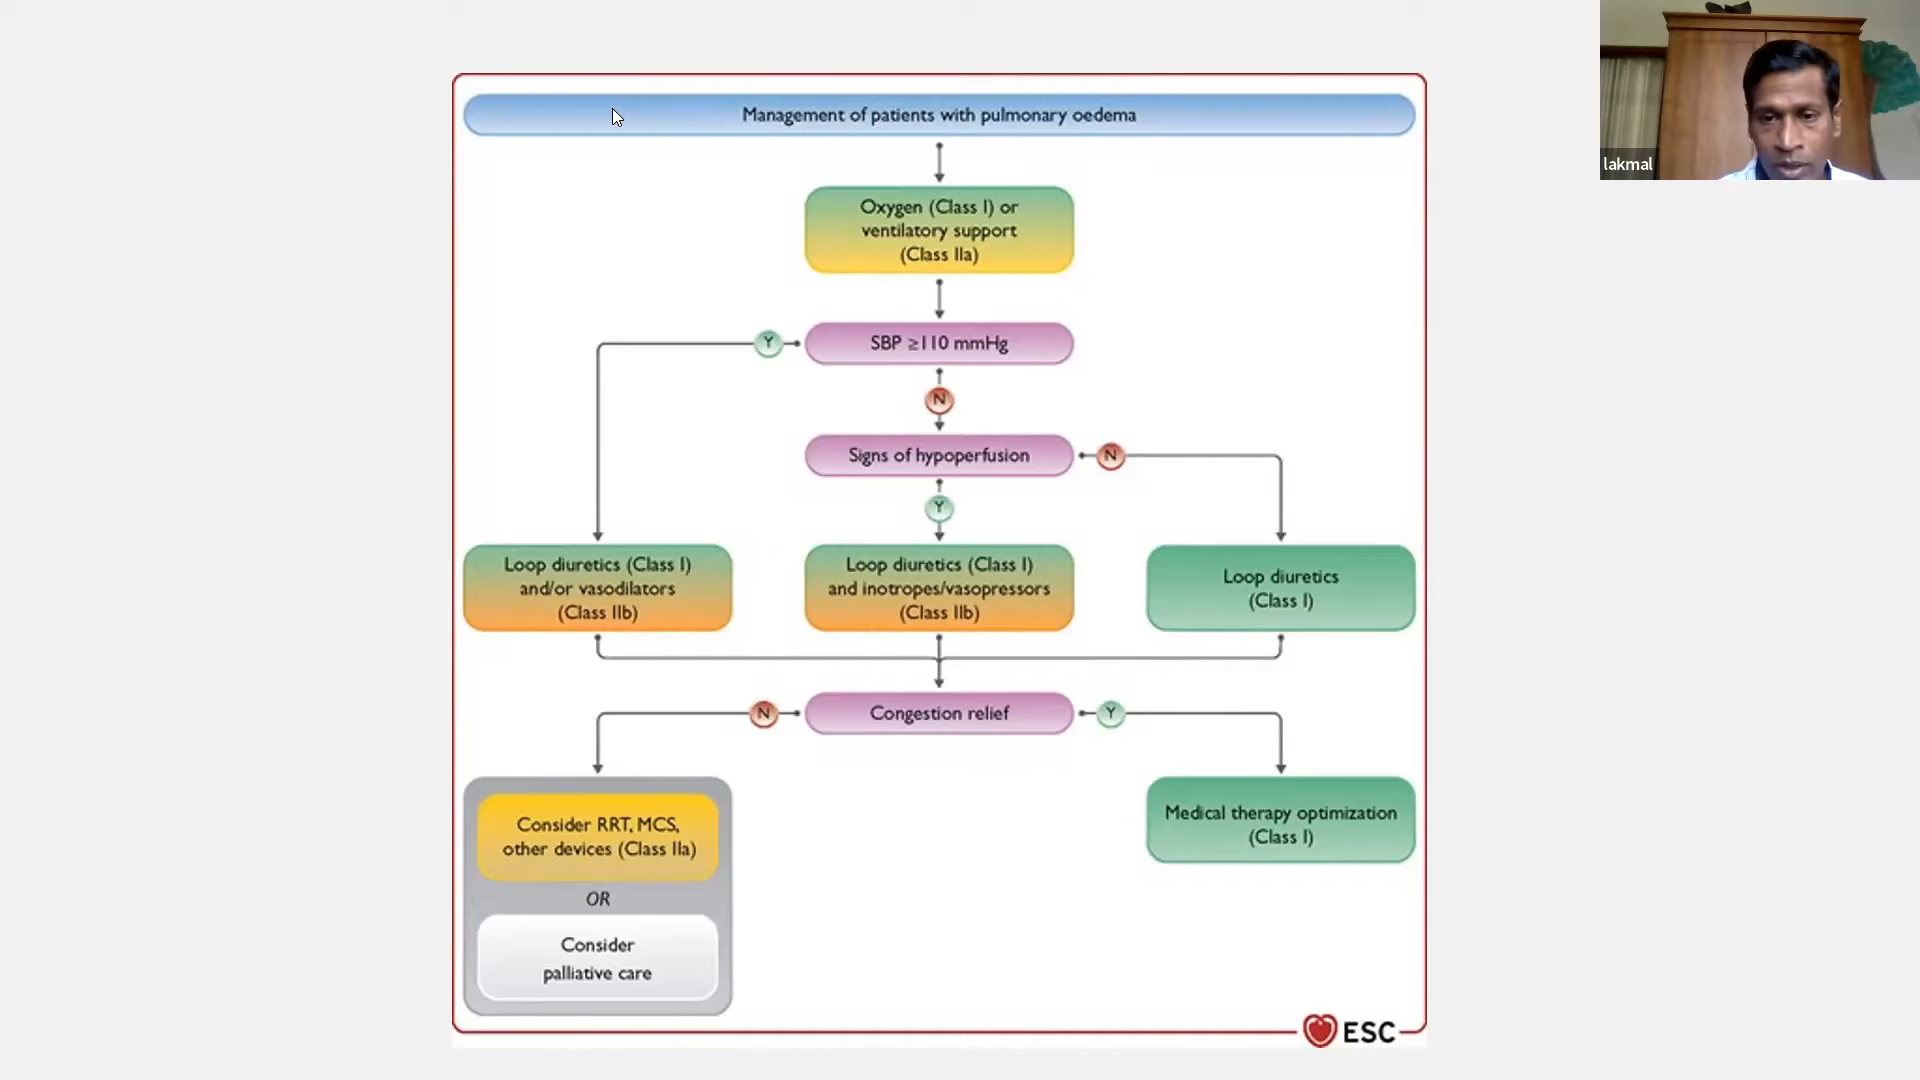 Management of patients with pulmonary oedema
lakmal
Oxygen (Class I) or
ventilatory support
(Class IIa)
Y
SBP ≥110 mmHg
N
Signs of hypoperfusion
N
Y
Loop diuretics (Class I)
and/or vasodilators
(Class IIb)
Loop diuretics (Class I)
and inotropes/vasopressors
(Class IIb)
Loop diuretics
(Class I)
N
Congestion relief
Y
Consider RRT, MCS,
other devices (Class IIa)
OR
Consider
palliative care
Medical therapy optimization
(Class I)
ESC